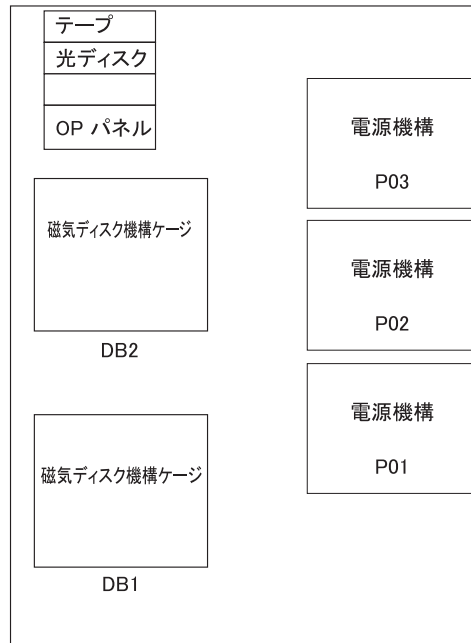 テープ
光ディスク
OP パネル
磁気ディスク機構ケージ
DB2
磁気ディスク機構ケージ
DB1
電源機構
P03
電源機構
P02
電源機構
P01